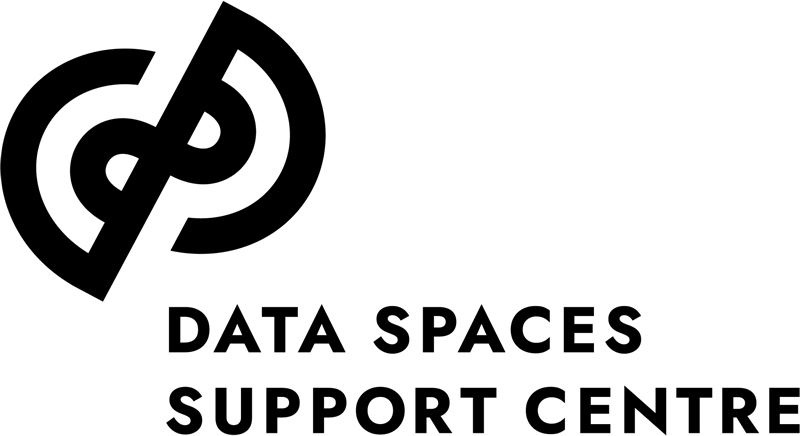 DATA SPACES
SUPPORT CENTRE